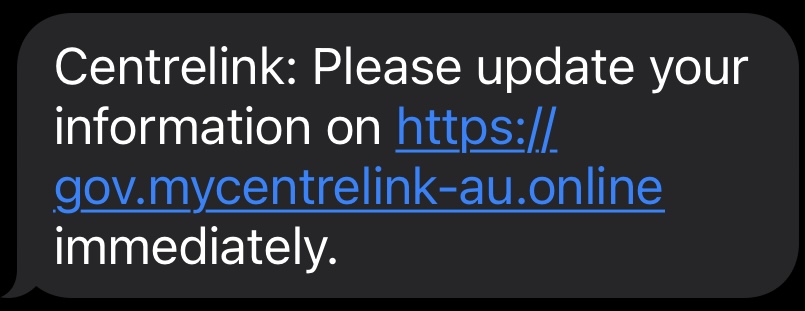 Centrelink: Please update your
information on https://
gov.mycentrelink-au.online
immediately.